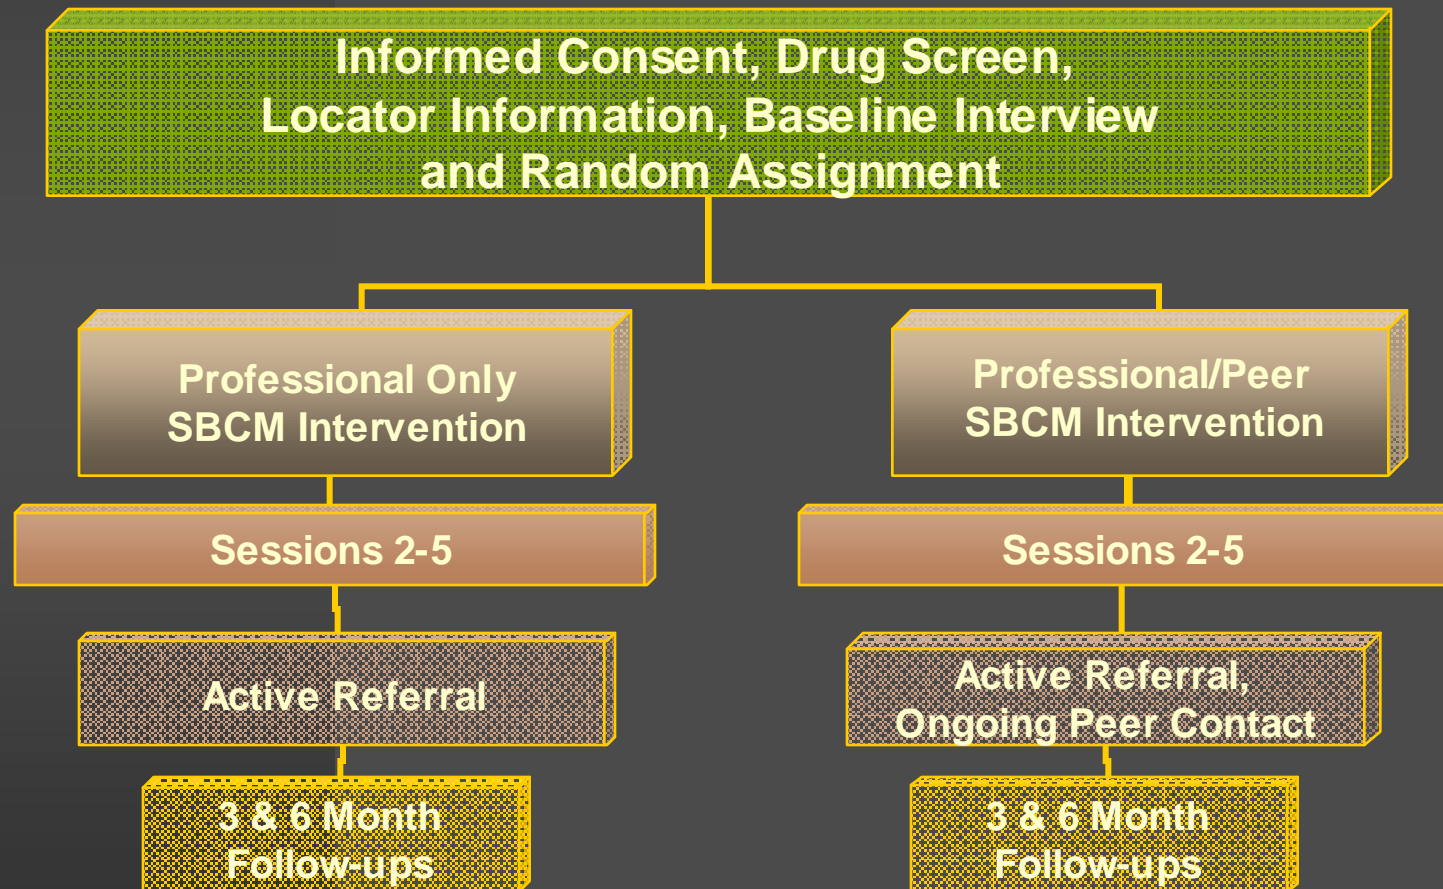 Informed Consent, Drug Screen,
Locator Information, Baseline Interview
and Random Assignment
Professional Only
SBCM Intervention
Professional/Peer
SBCM Intervention
Sessions 2-5
Sessions 2-5
Active Referral
Active Referral,
Ongoing Peer Contact
3 & 6 Month
Follow-ups
3 & 6 Month
Follow-ups